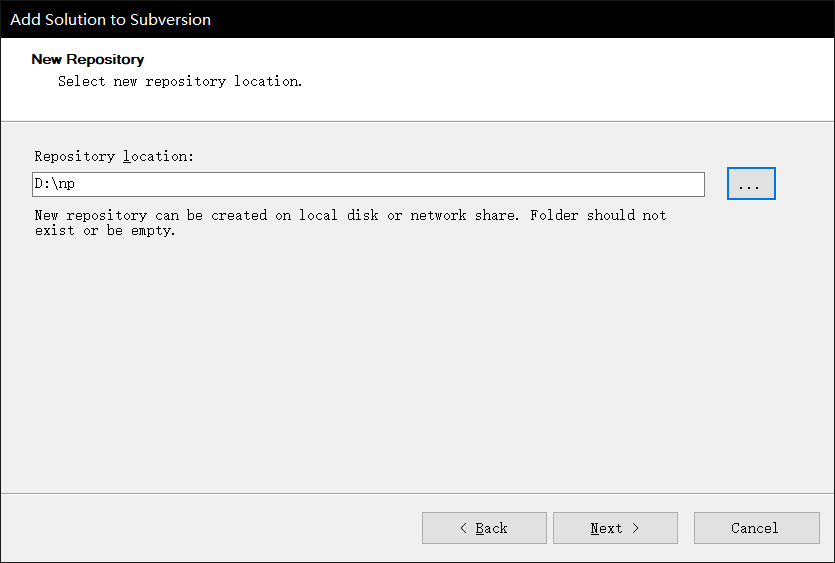 Add Solution to Subversion
New Repository
Select new repository location.
Repository location:
D:\np
...
New repository can be created on local disk or network share. Folder should not
exist or be empty.
< Back
Next >
Cancel